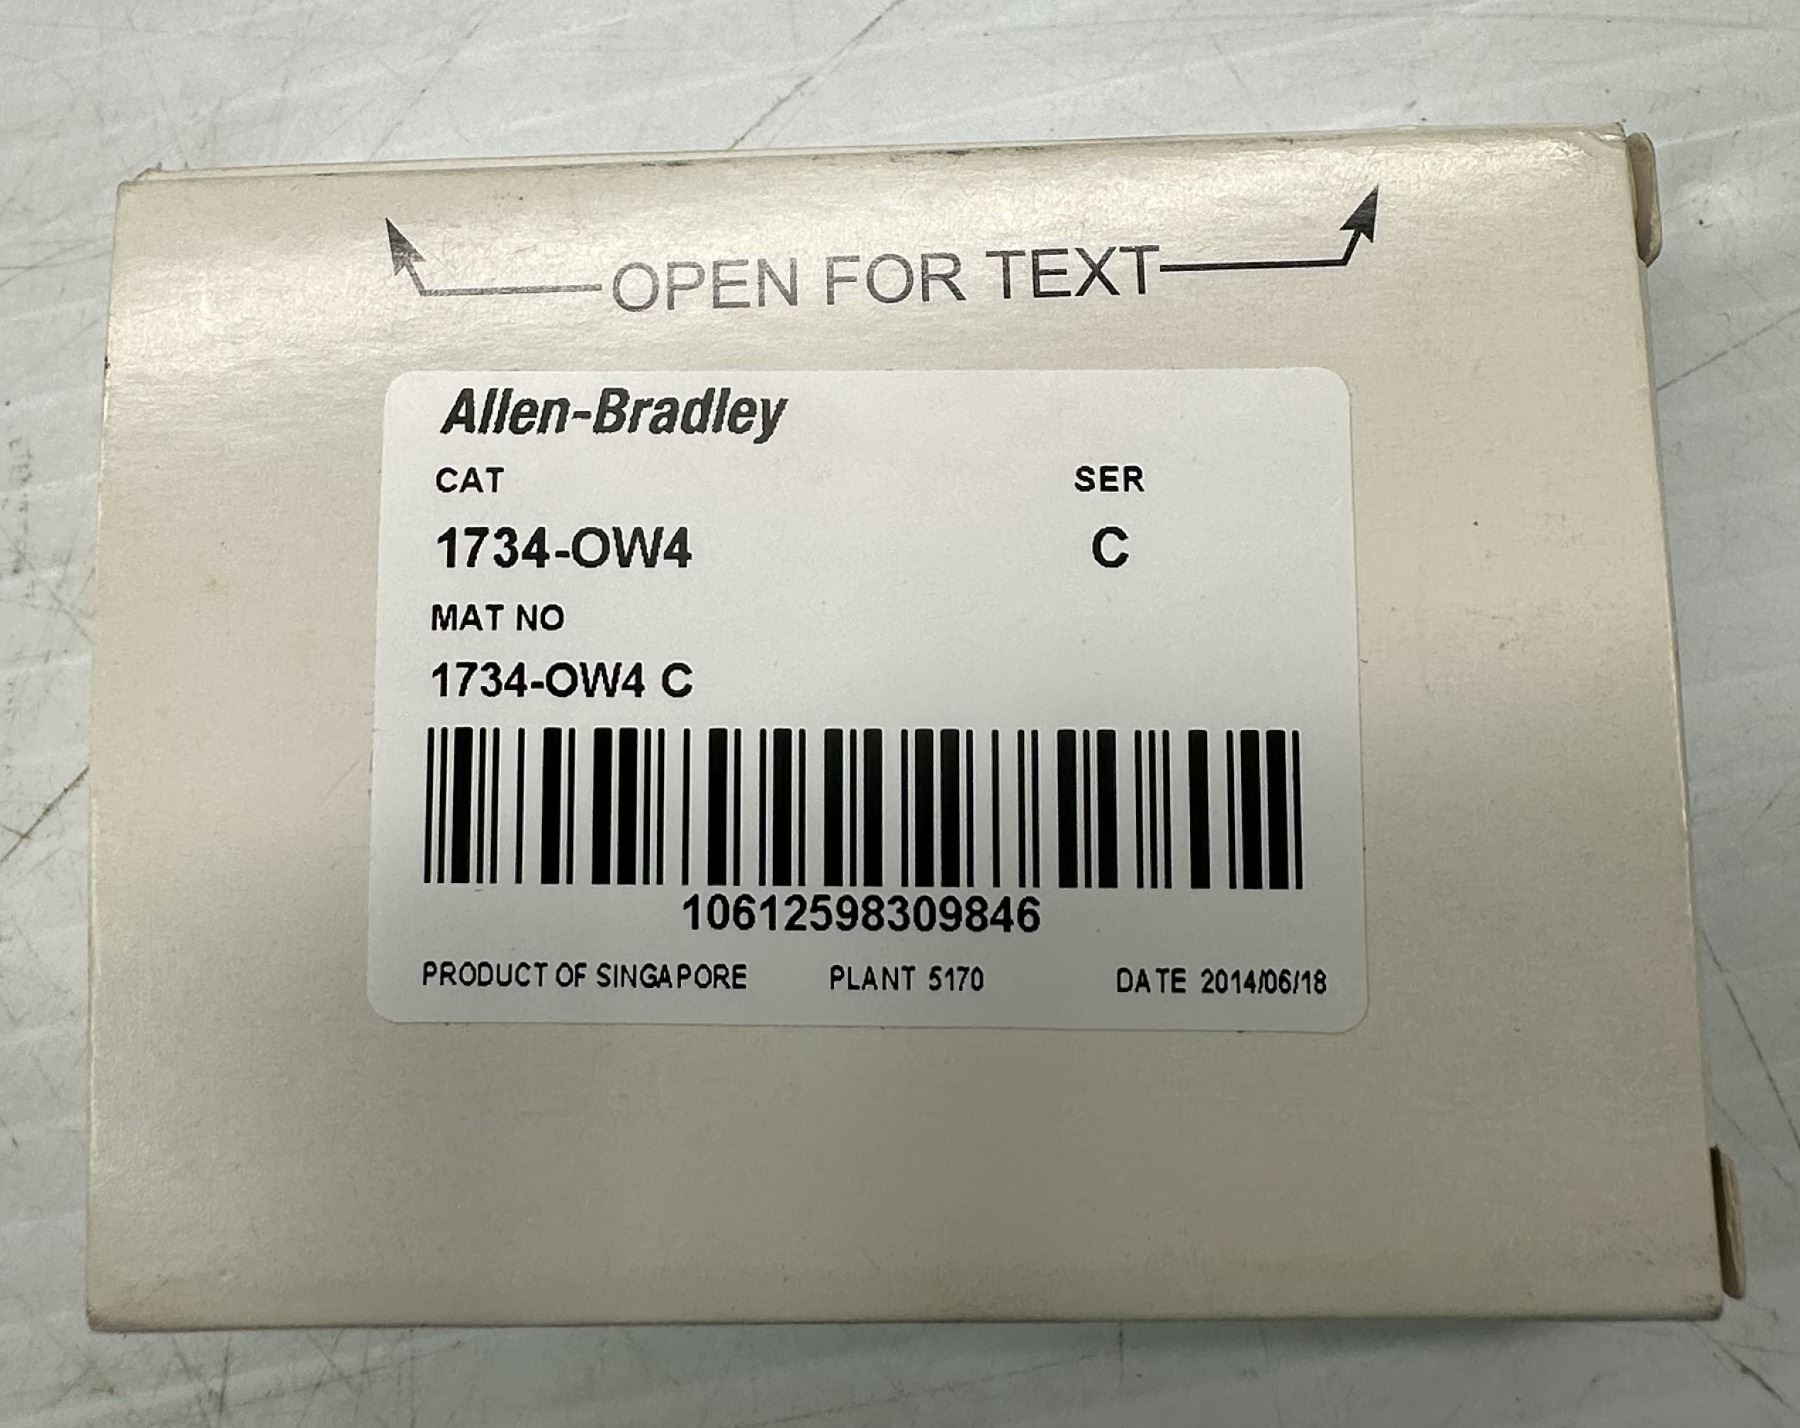 OPEN FOR TEXT
Allen-Bradley
CAT SER
1734-OW4 C
MAT NO
1734-OW4 C
10612598309846
PRODUCT OF SINGAPORE PLANT 5170 DATE 2014/06/18